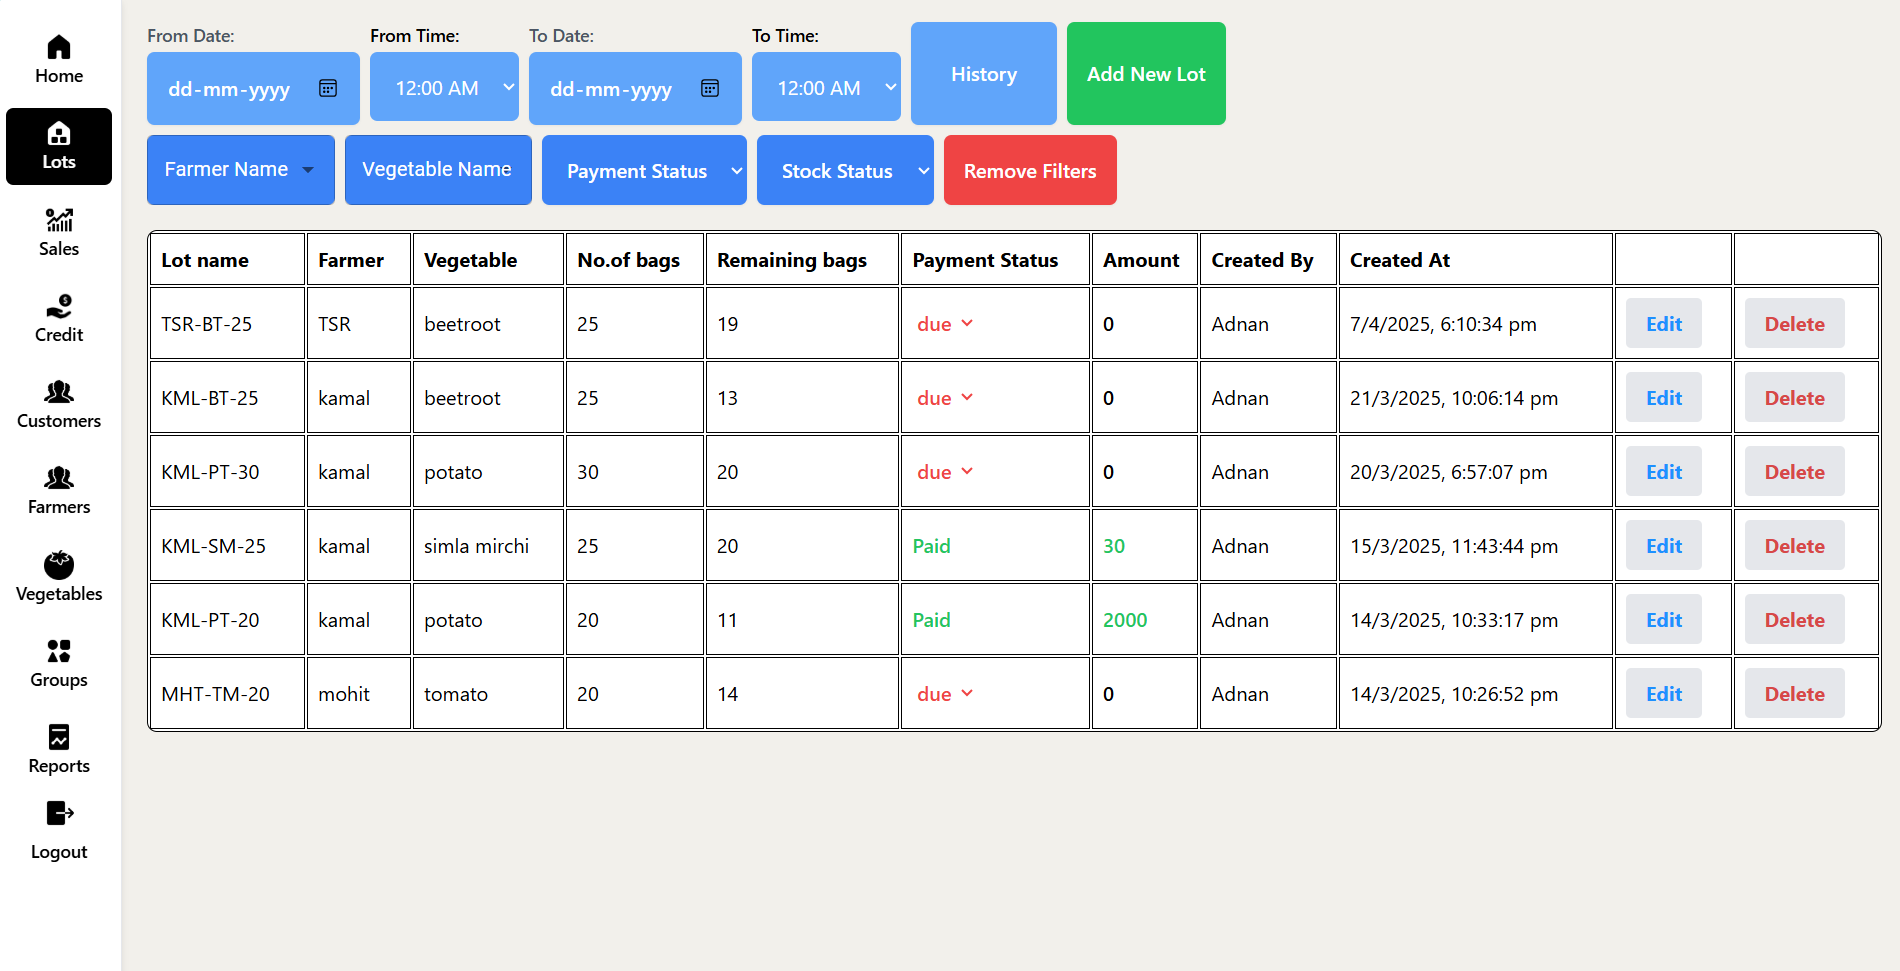 Home
Lots
Sales
Credit
Customers
Farmers
Vegetables
Groups
Reports
Logout
From Date: From Time: To Date: To Time:
dd-mm-yyyy 12:00 AM dd-mm-yyyy 12:00 AM History Add New Lot
Farmer Name Vegetable Name Payment Status Stock Status Remove Filters
Lot name Farmer Vegetable No.of bags Remaining bags Payment Status Amount Created By Created At
TSR-BT-25 TSR beetroot 25 19 due 0 Adnan 7/4/2025, 6:10:34 pm Edit Delete
KML-BT-25 kamal beetroot 25 13 due 0 Adnan 21/3/2025, 10:06:14 pm Edit Delete
KML-PT-30 kamal potato 30 20 due 0 Adnan 20/3/2025, 6:57:07 pm Edit Delete
KML-SM-25 kamal simla mirchi 25 20 Paid 30 Adnan 15/3/2025, 11:43:44 pm Edit Delete
KML-PT-20 kamal potato 20 11 Paid 2000 Adnan 14/3/2025, 10:33:17 pm Edit Delete
MHT-TM-20 mohit tomato 20 14 due 0 Adnan 14/3/2025, 10:26:52 pm Edit Delete